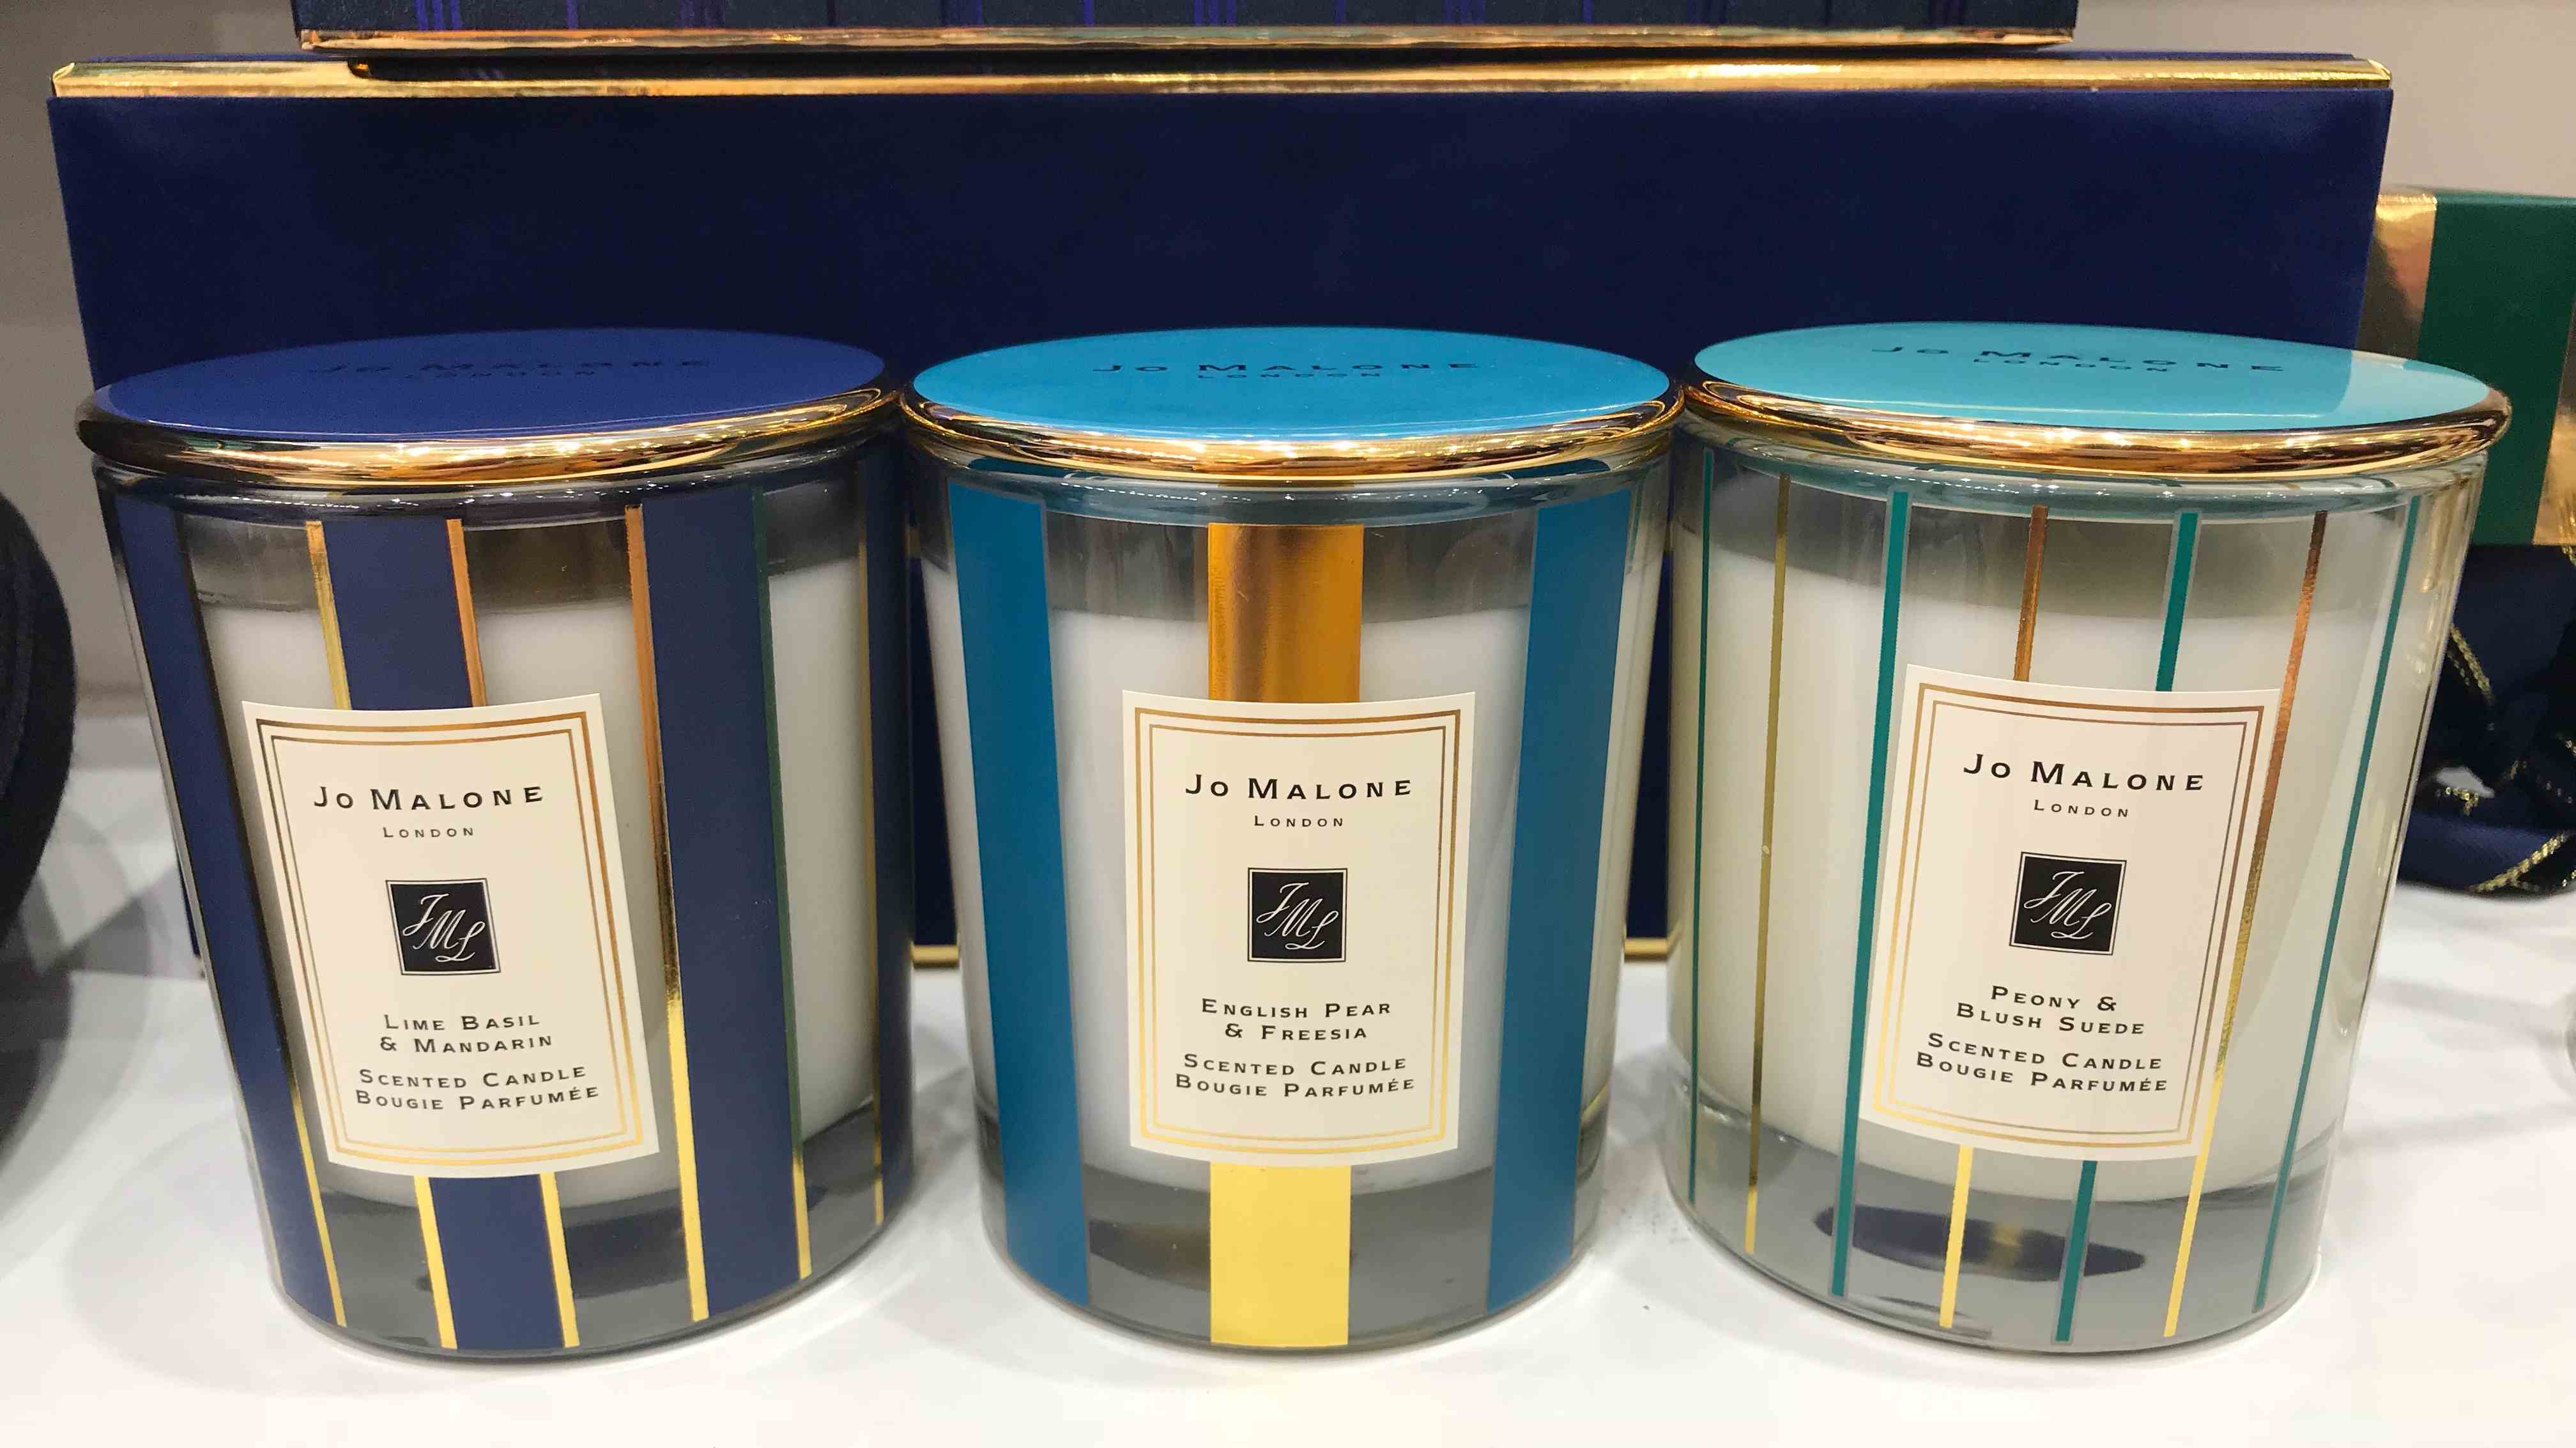 Jo Malone
London
Jo Malone
London
Jo Malone
London
Jo Malone
London
JML
Lime Basil
& Mandarin
Scented Candle
Bougie Parfumée
Jo Malone
London
JML
English Pear
& Freesia
Scented Candle
Bougie Parfumée
Jo Malone
London
JML
Peony &
Blush Suede
Scented Candle
Bougie Parfumée